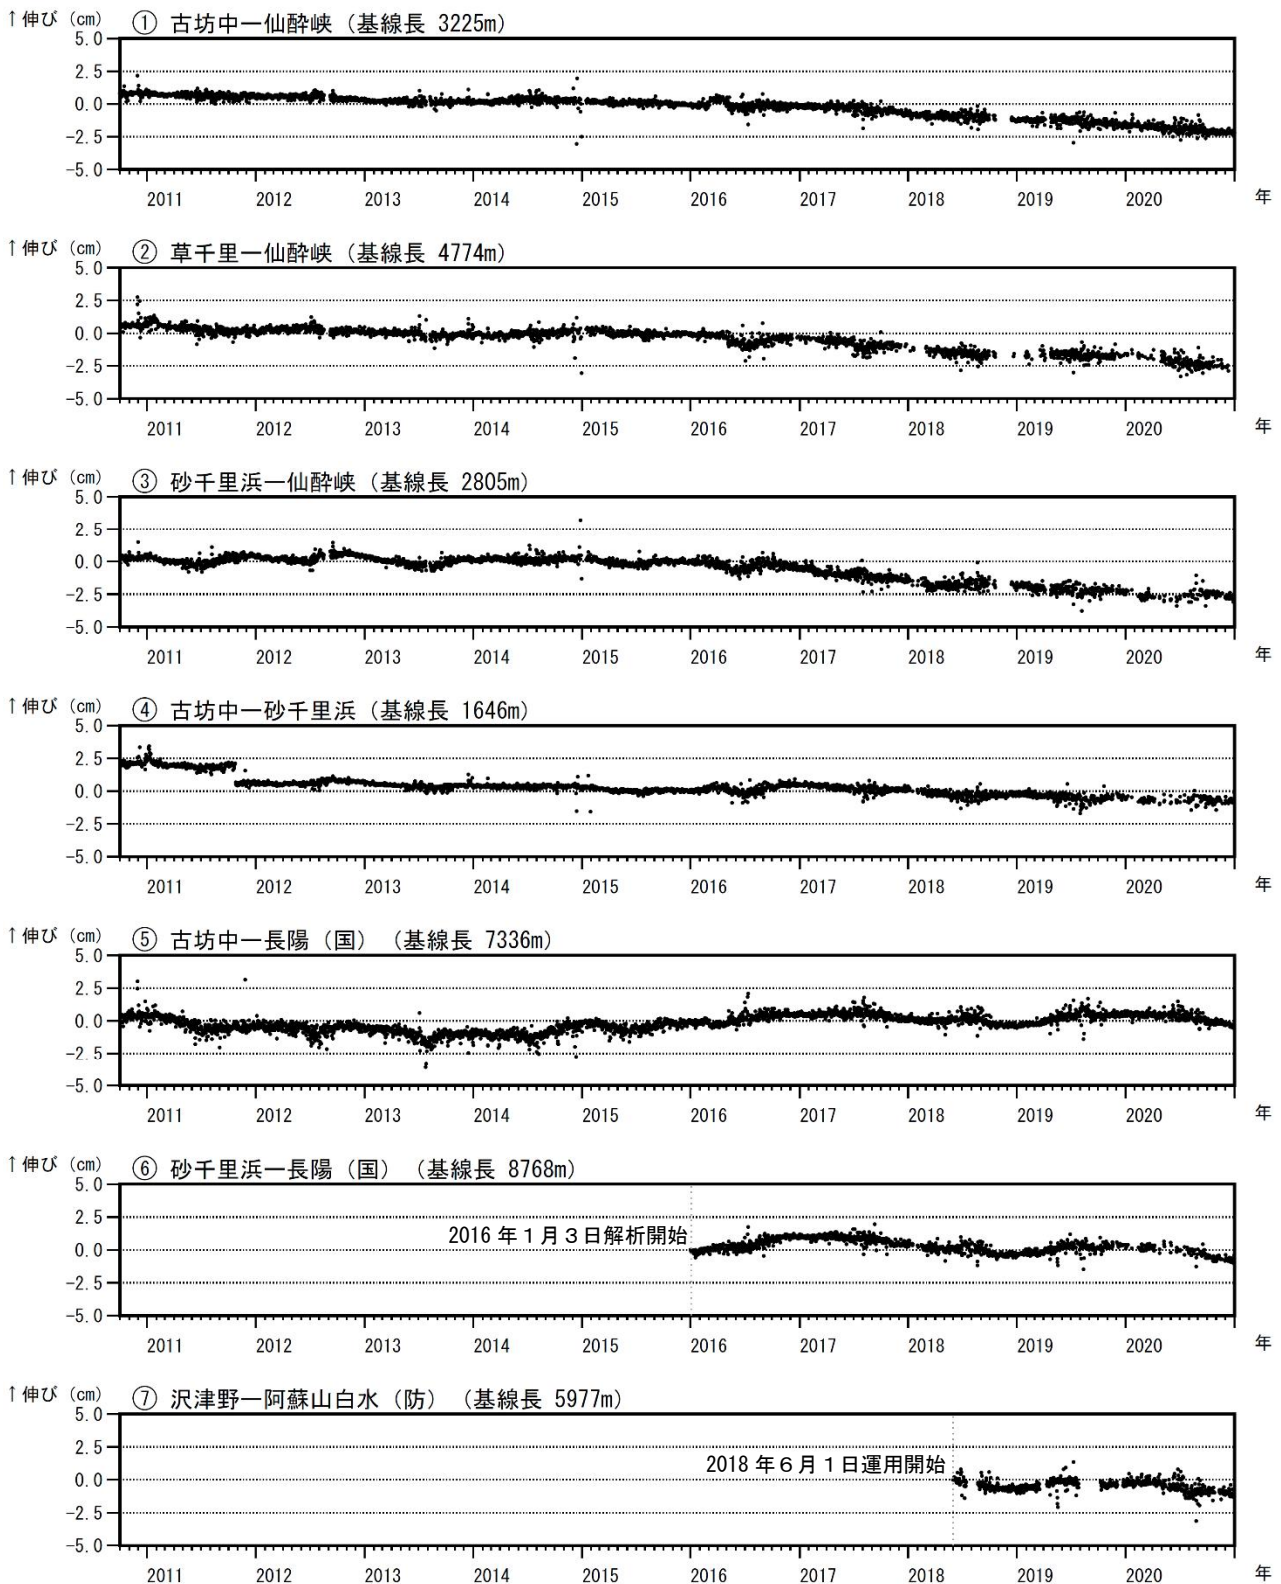 ↑伸び (cm) ① 古坊中―仙酔峡 (基線長 3225m)
5.0
2.5
0.0
-2.5
-5.0
2011 2012 2013 2014 2015 2016 2017 2018 2019 2020 年
↑伸び (cm) ② 草千里―仙酔峡 (基線長 4774m)
5.0
2.5
0.0
-2.5
-5.0
2011 2012 2013 2014 2015 2016 2017 2018 2019 2020 年
↑伸び (cm) ③ 砂千里浜―仙酔峡 (基線長 2805m)
5.0
2.5
0.0
-2.5
-5.0
2011 2012 2013 2014 2015 2016 2017 2018 2019 2020 年
↑伸び (cm) ④ 古坊中―砂千里浜 (基線長 1646m)
5.0
2.5
0.0
-2.5
-5.0
2011 2012 2013 2014 2015 2016 2017 2018 2019 2020 年
↑伸び (cm) ⑤ 古坊中―長陽（国） (基線長 7336m)
5.0
2.5
0.0
-2.5
-5.0
2011 2012 2013 2014 2015 2016 2017 2018 2019 2020 年
↑伸び (cm) ⑥ 砂千里浜―長陽（国） (基線長 8768m)
5.0
2.5
2016年1月3日解析開始
0.0
-2.5
-5.0
2011 2012 2013 2014 2015 2016 2017 2018 2019 2020 年
↑伸び (cm) ⑦ 沢津野―阿蘇山白水（防） (基線長 5977m)
5.0
2.5
2018年6月1日運用開始
0.0
-2.5
-5.0
2011 2012 2013 2014 2015 2016 2017 2018 2019 2020 年